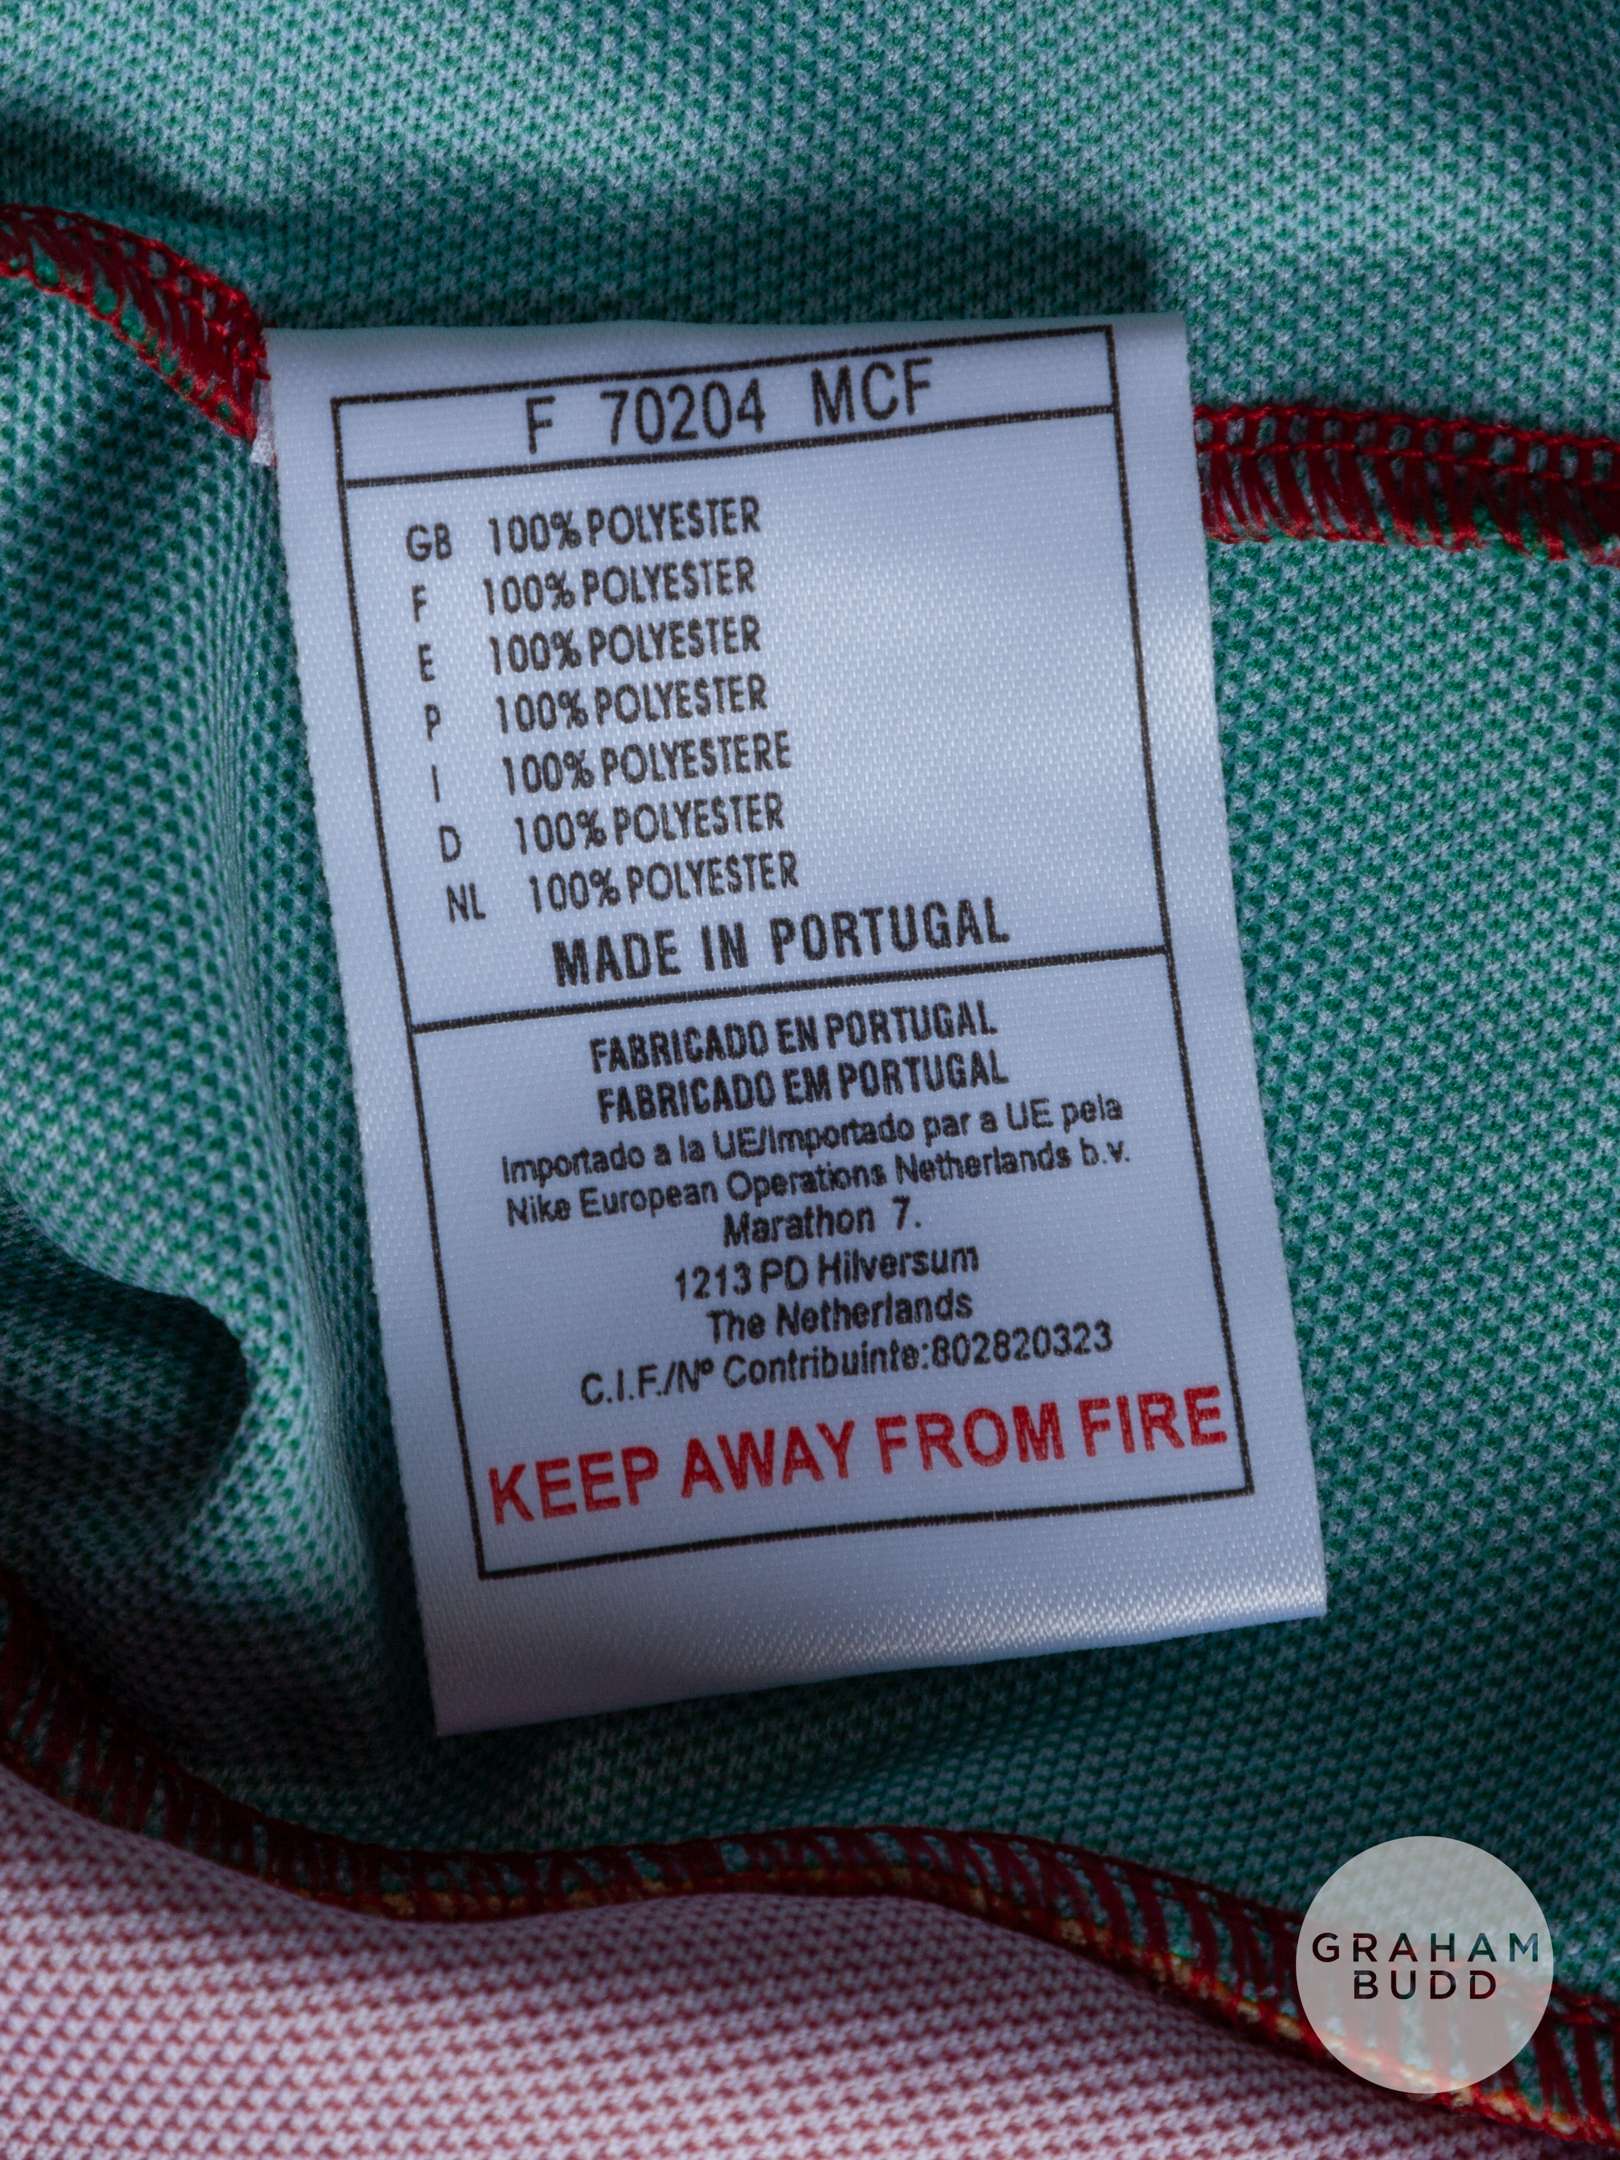 F 70204 MCF
GB 100% POLYESTER
F 100% POLYESTER
E 100% POLYESTER
P 100% POLYESTER
I 100% POLYESTERE
D 100% POLYESTER
NL 100% POLYESTER
MADE IN PORTUGAL
FABRICADO EN PORTUGAL
FABRICADO EM PORTUGAL
Importado a la UE/Importado par a UE pela
Nike European Operations Netherlands b.v.
Marathon 7.
1213 PD Hilversum
The Netherlands
C.I.F./Nº Contribuinte:802820323
KEEP AWAY FROM FIRE
GRAHAM
BUDD